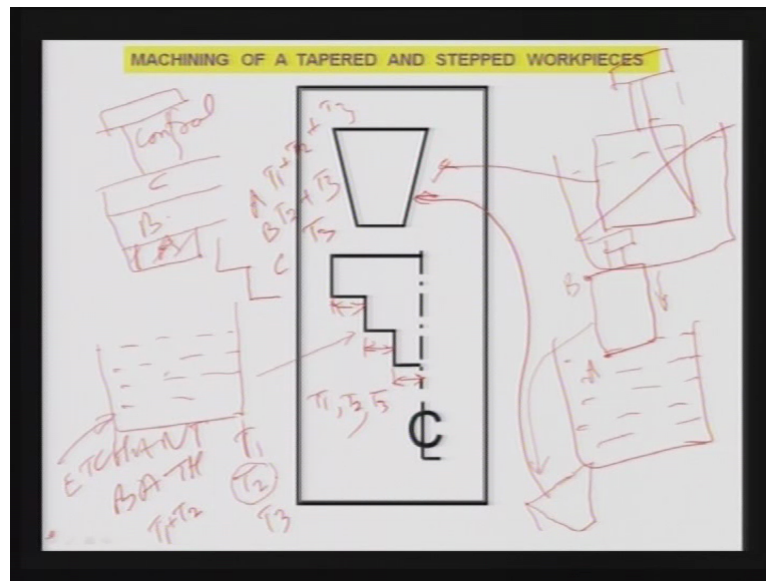 MACHINING OF A TAPERED AND STEPPED WORKPIECES
Control
C
B
A
A T1+T2+T3
B T2+T3
C T3
T1, T2, T3
℄
ETCHANT
BATH
T1+T2
T1
T2
T3
B
A